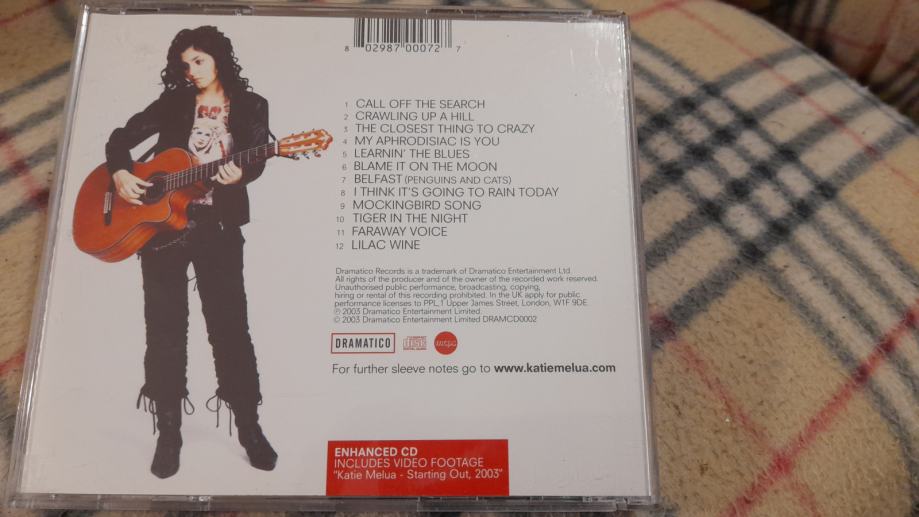 8 02987 00072 7
1 CALL OFF THE SEARCH
2 CRAWLING UP A HILL
3 THE CLOSEST THING TO CRAZY
4 MY APHRODISIAC IS YOU
5 LEARNIN' THE BLUES
6 BLAME IT ON THE MOON
7 BELFAST (PENGUINS AND CATS)
8 I THINK IT'S GOING TO RAIN TODAY
9 MOCKINGBIRD SONG
10 TIGER IN THE NIGHT
11 FARAWAY VOICE
12 LILAC WINE
Dramatico Records is a trademark of Dramatico Entertainment Ltd.
All rights of the producer and of the owner of the recorded work reserved.
Unauthorised public performance, broadcasting, copying,
hiring or rental of this recording prohibited. In the UK apply for public
performance licenses to PPL, 1 Upper James Street, London, W1F 9DE.
℗ 2003 Dramatico Entertainment Limited.
© 2003 Dramatico Entertainment Limited DRAMCD0002
DRAMATICO disc mcps
For further sleeve notes go to www.katiemelua.com
ENHANCED CD
INCLUDES VIDEO FOOTAGE
"Katie Melua - Starting Out, 2003"